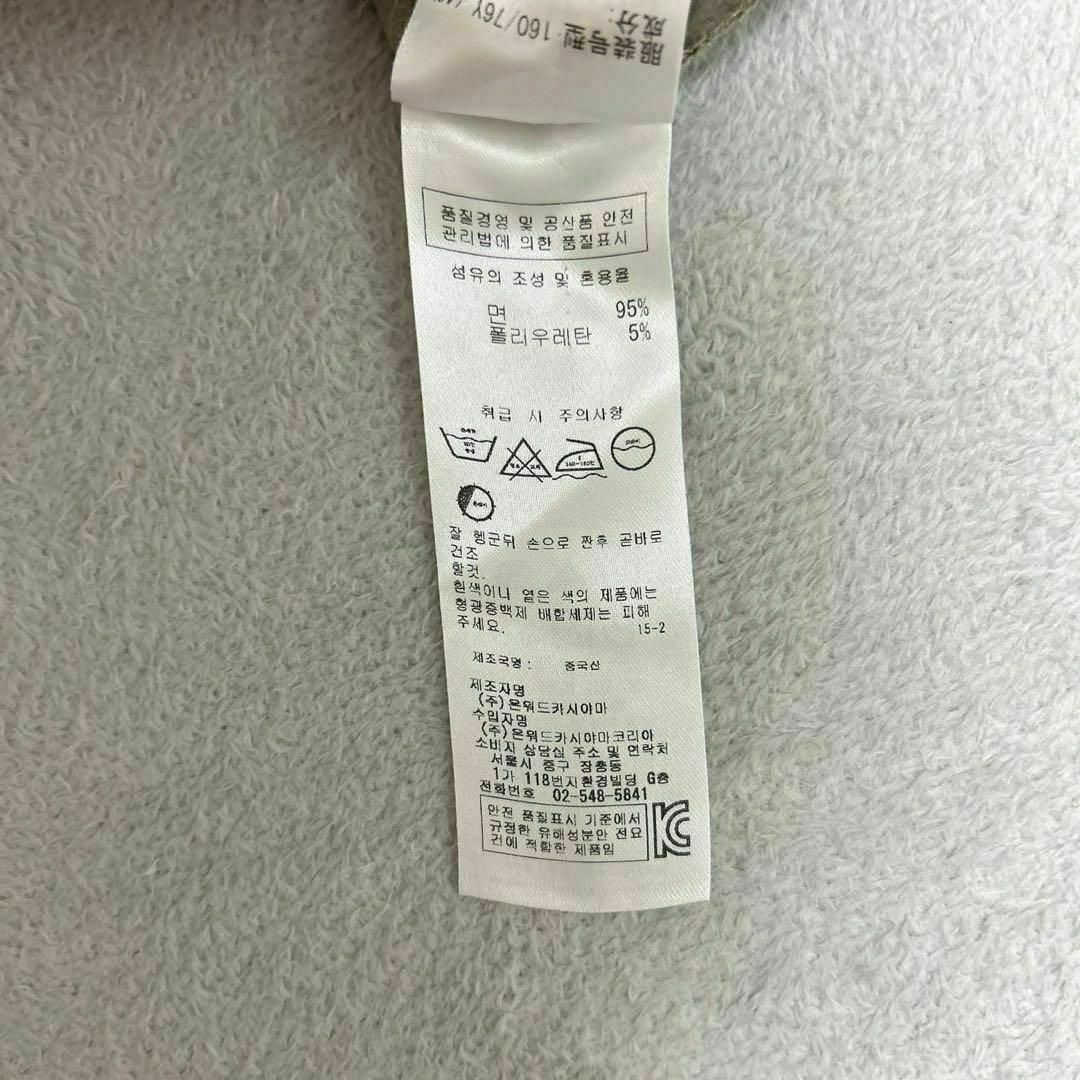 服装号型: 160/76Y
成分:
품질경영 및 공산품 안전
관리법에 의한 품질표시
섬유의 조성 및 혼용율
면 95%
폴리우레탄 5%
취급 시 주의사항
잘 헹군뒤 손으로 짠후 곧바로
건조
할것.
흰색이나 옅은 색의 제품에는
형광증백제 배합세제는 피해
주세요. 15-2
제조국명: 중국산
제조자명
(주)온워드카시야마
수입자명
(주)온워드카시야마코리아
소비자 상담실 주소 및 연락처
서울시 중구 장충동
1가 118번지환경빌딩 G층
전화번호 02-548-5841
안전 품질표시 기준에서
규정한 유해성분안 전요
건에 적합한 제품임